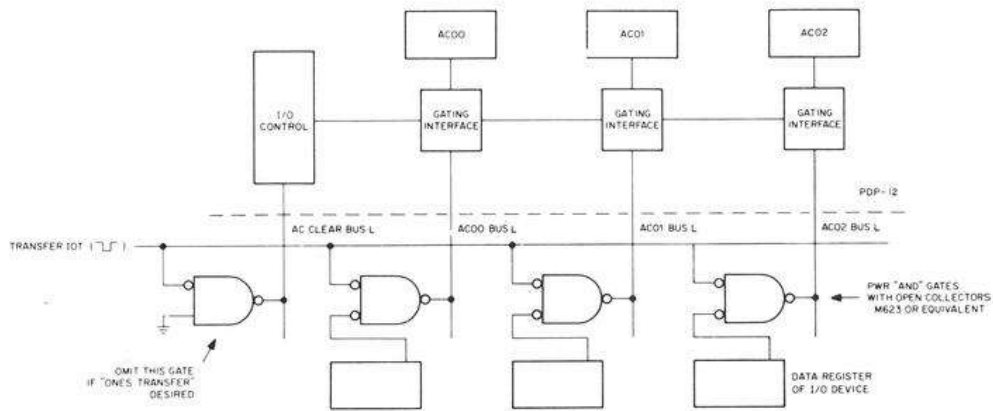 AC00
AC01
AC02
I/O
CONTROL
GATING
INTERFACE
GATING
INTERFACE
GATING
INTERFACE
PDP-12
AC CLEAR BUS L
AC00 BUS L
AC01 BUS L
AC02 BUS L
TRANSFER IOT ( )
PWR "AND" GATES
WITH OPEN COLLECTORS
M623 OR EQUIVALENT
OMIT THIS GATE
IF "ONES TRANSFER"
DESIRED
DATA REGISTER
OF I/O DEVICE